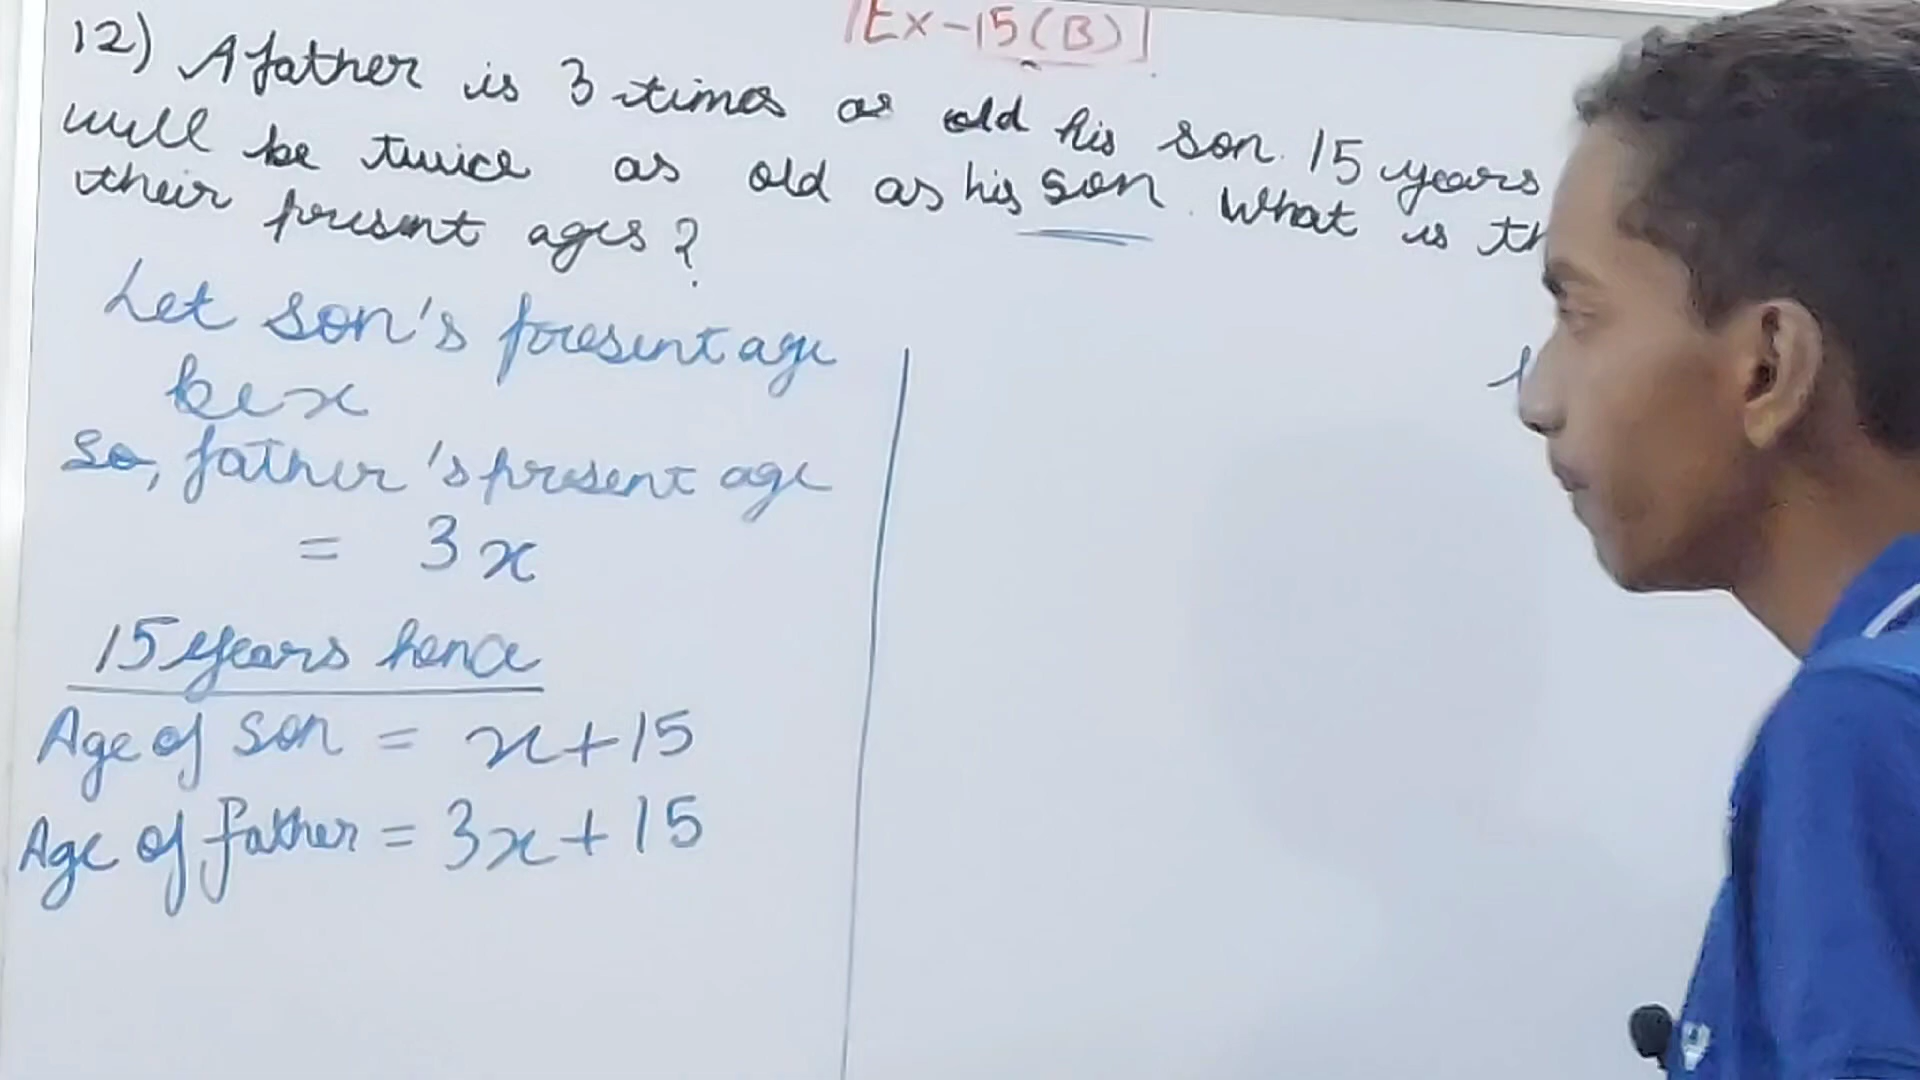 Ex-15(B)
12) A father is 3 times as old his son. 15 years
will be twice as old as his son. What is
their present ages?
Let son's present age
be x
So, father's present age
= 3x
15 years hence
Age of son = x+15
Age of father = 3x+15